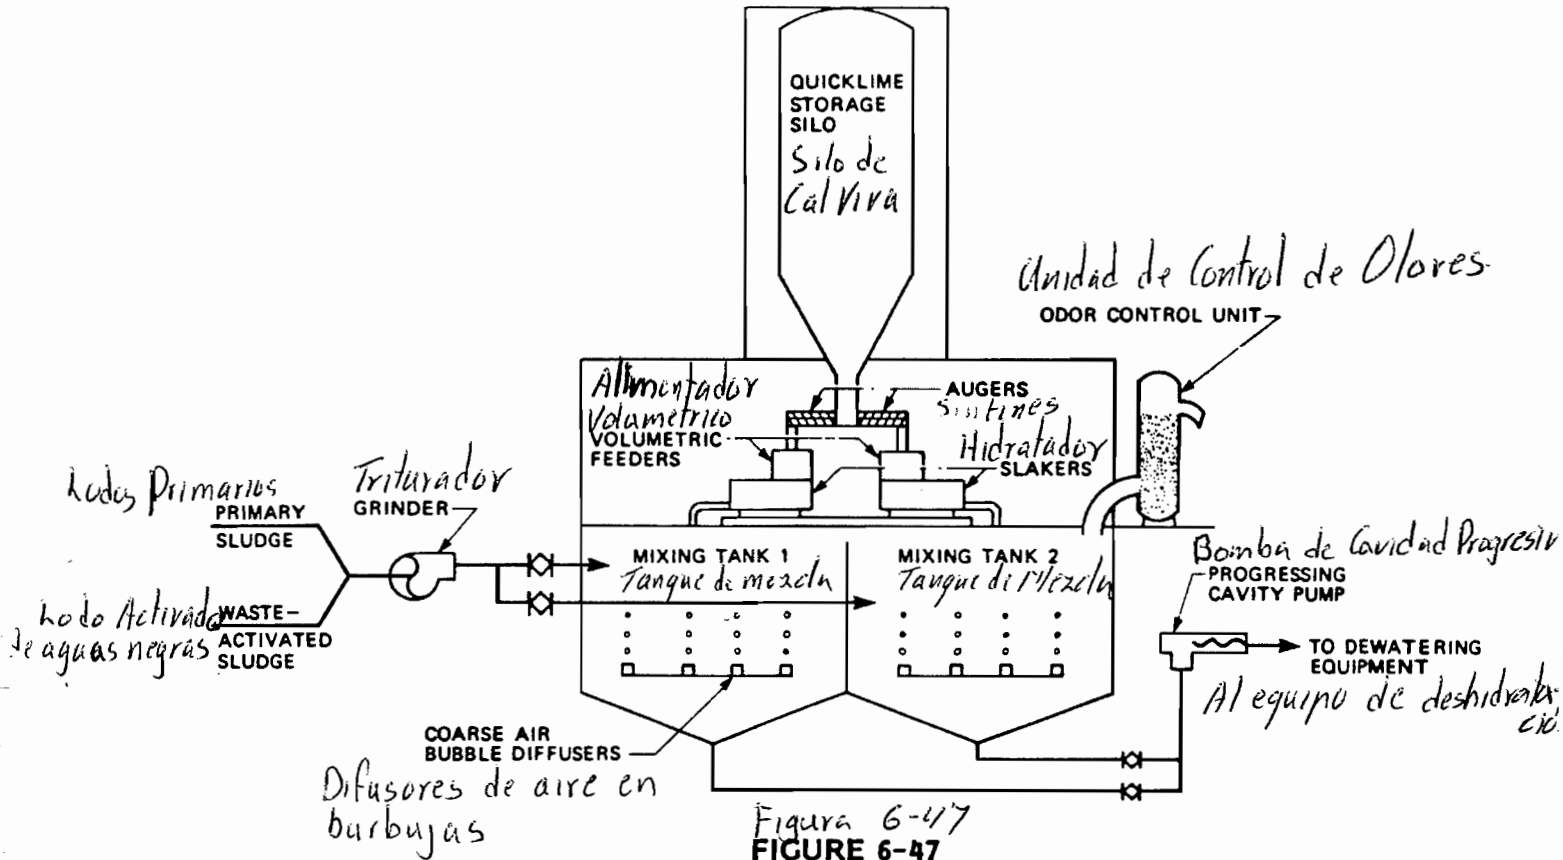 QUICKLIME
STORAGE
SILO
Silo de
Cal Viva
Unidad de Control de Olores
ODOR CONTROL UNIT
Alimentador
Volumetrico
VOLUMETRIC
FEEDERS
AUGERS
Hidratador
SLAKERS
Lodos Primarios
PRIMARY
SLUDGE
Triturador
GRINDER
MIXING TANK 1
Tanque de mezcla
MIXING TANK 2
Tanque de Mezcla
Bomba de Cavidad Progresiv
PROGRESSING
CAVITY PUMP
Lodo Activado
de aguas negras
WASTE-
ACTIVATED
SLUDGE
TO DEWATERING
EQUIPMENT
Al equipo de deshidrata
ció.
COARSE AIR
BUBBLE DIFFUSERS
Difusores de aire en
burbujas
Figura 6-47
FIGURE 6-47